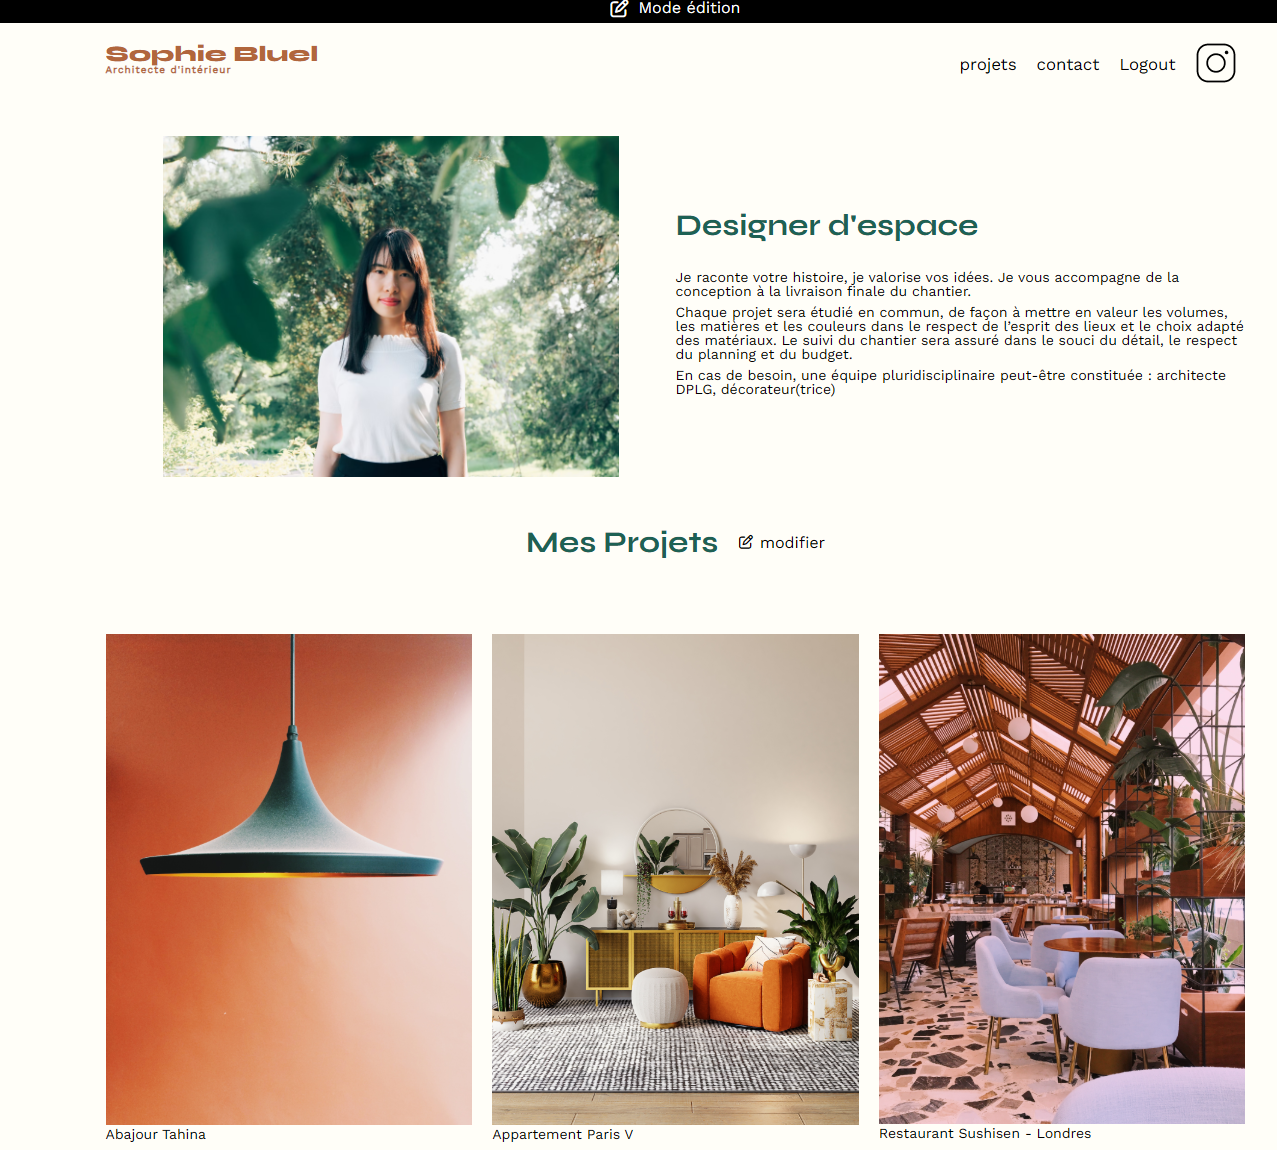 Mode édition
Sophie Bluel
Architecte d'intérieur
projets
contact
Logout
Designer d'espace
Je raconte votre histoire, je valorise vos idées. Je vous accompagne de la
conception à la livraison finale du chantier.
Chaque projet sera étudié en commun, de façon à mettre en valeur les volumes,
les matières et les couleurs dans le respect de l’esprit des lieux et le choix adapté
des matériaux. Le suivi du chantier sera assuré dans le souci du détail, le respect
du planning et du budget.
En cas de besoin, une équipe pluridisciplinaire peut-être constituée : architecte
DPLG, décorateur(trice)
Mes Projets
modifier
Abajour Tahina
Appartement Paris V
Restaurant Sushisen - Londres